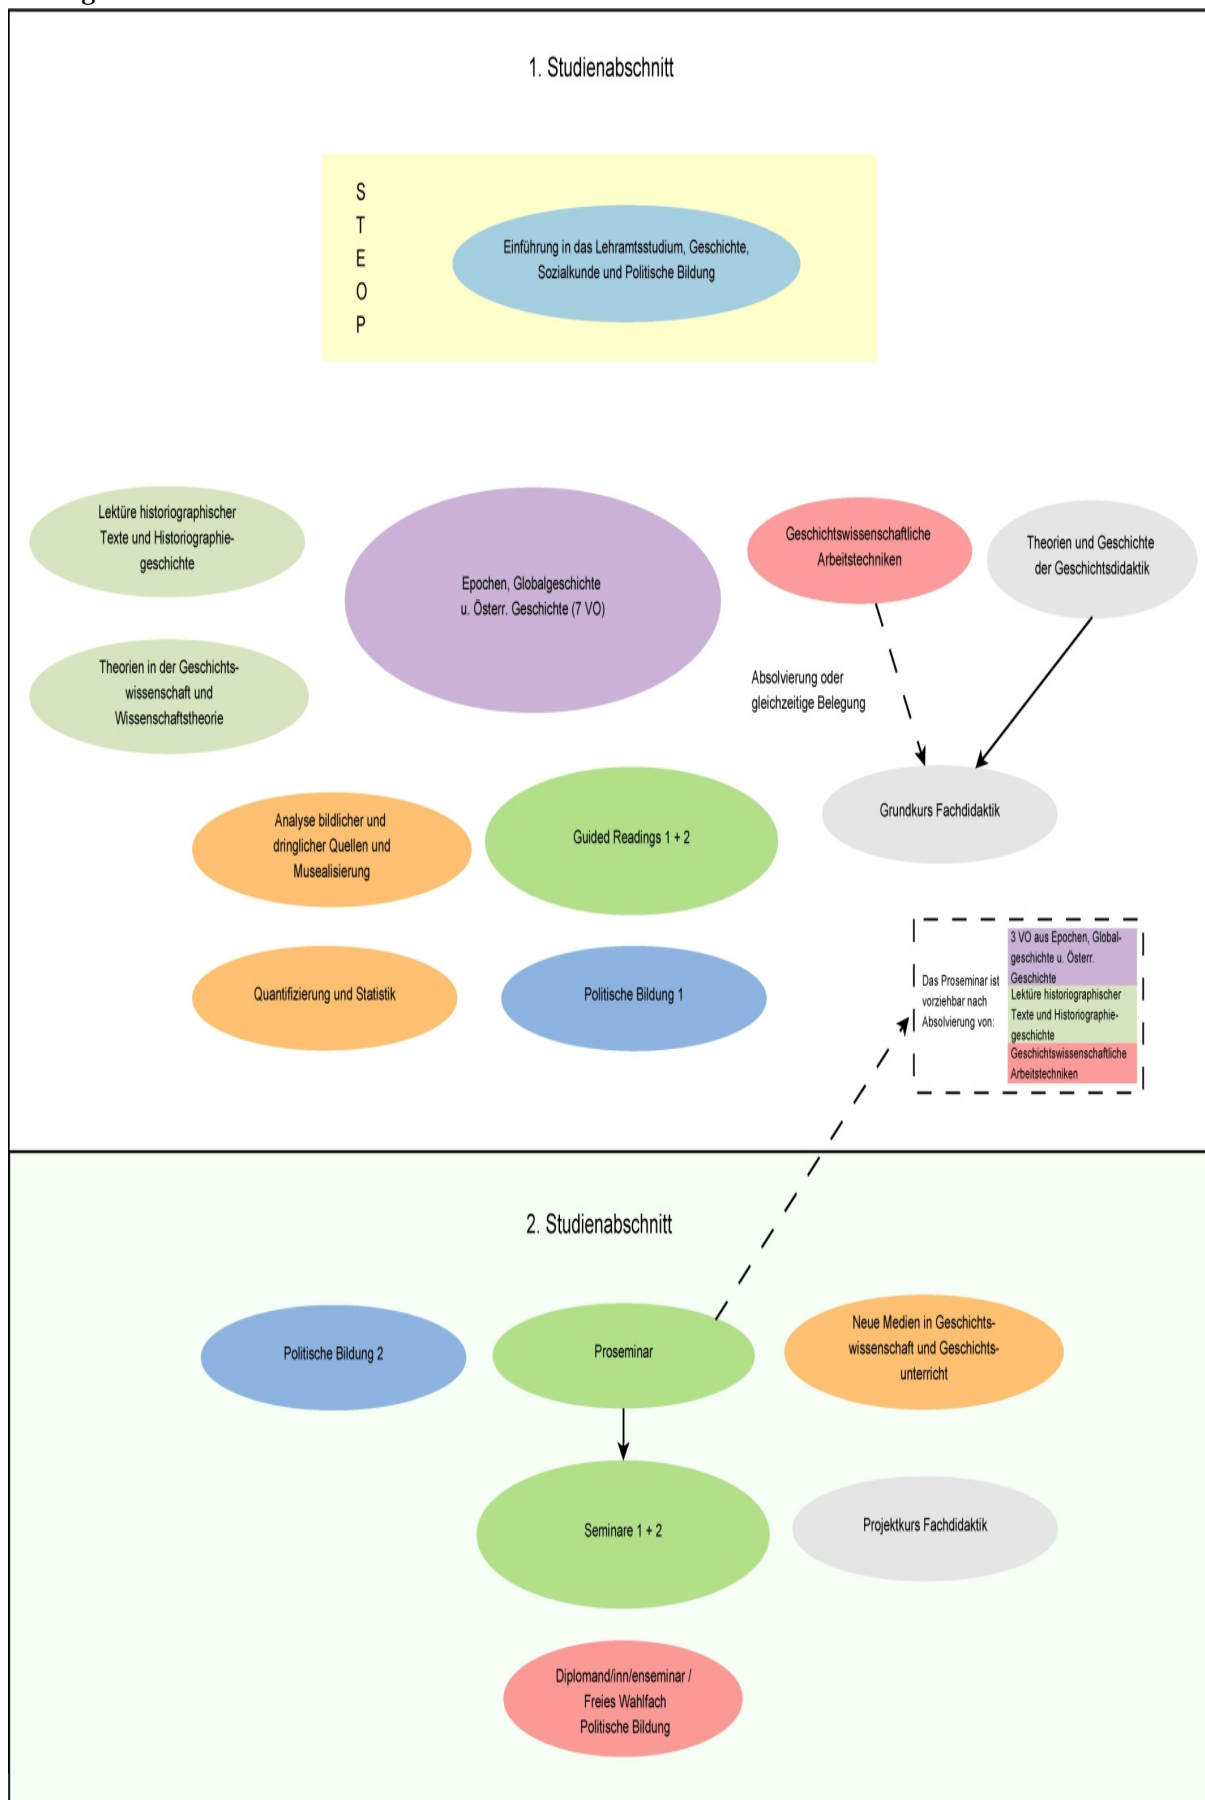 1. Studienabschnitt
S
T
E
O
P
Einführung in das Lehramtsstudium, Geschichte,
Sozialkunde und Politische Bildung
Lektüre historiographischer
Texte und Historiographie-
geschichte
Epochen, Globalgeschichte
u. Österr. Geschichte (7 VO)
Geschichtswissenschaftliche
Arbeitstechniken
Theorien und Geschichte
der Geschichtsdidaktik
Theorien in der Geschichts-
wissenschaft und
Wissenschaftstheorie
Absolvierung oder
gleichzeitige Belegung
Analyse bildlicher und
dringlicher Quellen und
Musealisierung
Guided Readings 1 + 2
Grundkurs Fachdidaktik
Quantifizierung und Statistik
Politische Bildung 1
Das Proseminar ist
vorziehbar nach
Absolvierung von:
3 VO aus Epochen, Global-
geschichte u. Österr.
Geschichte
Lektüre historiographischer
Texte und Historiographie-
geschichte
Geschichtswissenschaftliche
Arbeitstechniken
2. Studienabschnitt
Politische Bildung 2
Proseminar
Neue Medien in Geschichts-
wissenschaft und Geschichts-
unterricht
Seminare 1 + 2
Projektkurs Fachdidaktik
Diplomand/inn/enseminar /
Freies Wahlfach
Politische Bildung